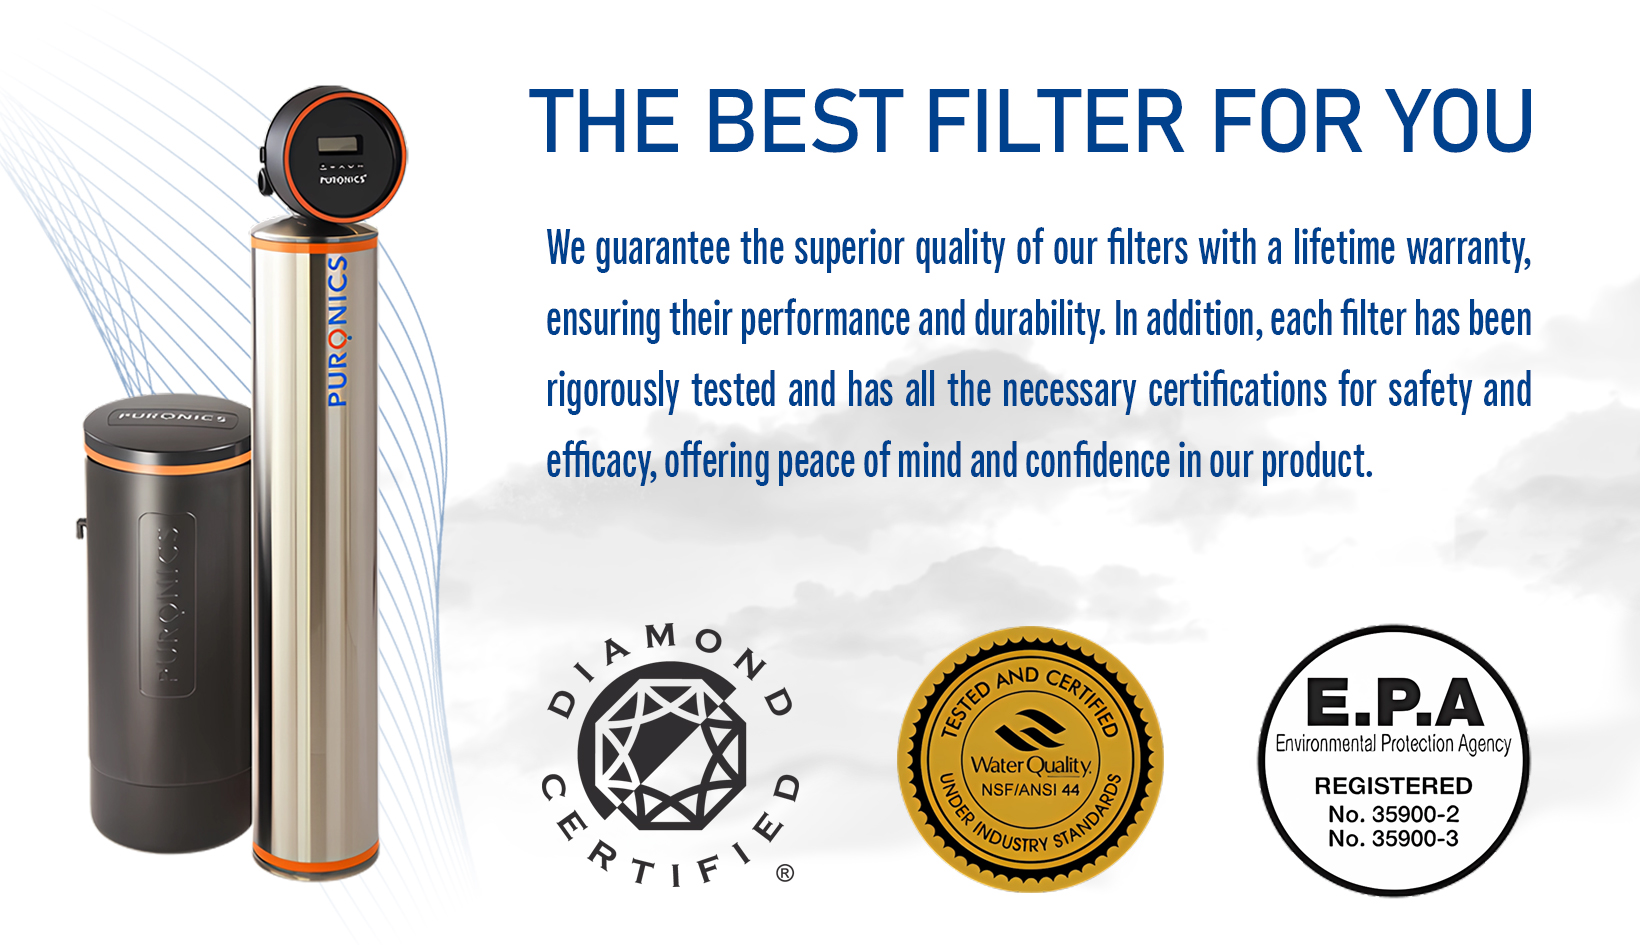 THE BEST FILTER FOR YOU
We guarantee the superior quality of our filters with a lifetime warranty,
ensuring their performance and durability. In addition, each filter has been
rigorously tested and has all the necessary certifications for safety and
efficacy, offering peace of mind and confidence in our product.
PURONICS
PURONICS
PURONICS
PURONICS
DIAMOND
CERTIFIED
®
TESTED AND CERTIFIED
Water Quality.
NSF/ANSI 44
UNDER INDUSTRY STANDARDS
E.P.A
Environmental Protection Agency
REGISTERED
No. 35900-2
No. 35900-3